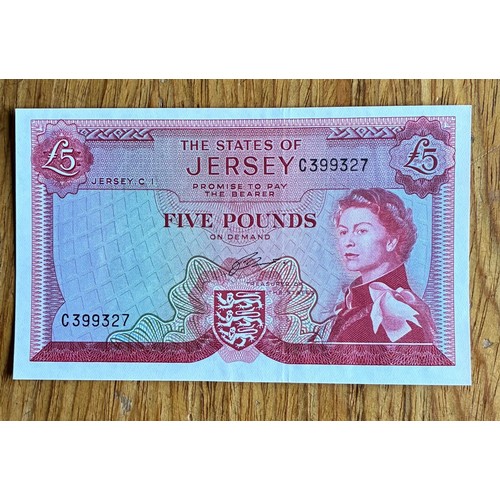 £5
THE STATES OF
£5
JERSEY C399327
JERSEY. C.I.
PROMISE TO PAY
THE BEARER
FIVE POUNDS
ON DEMAND
TREASURER OF
C399327